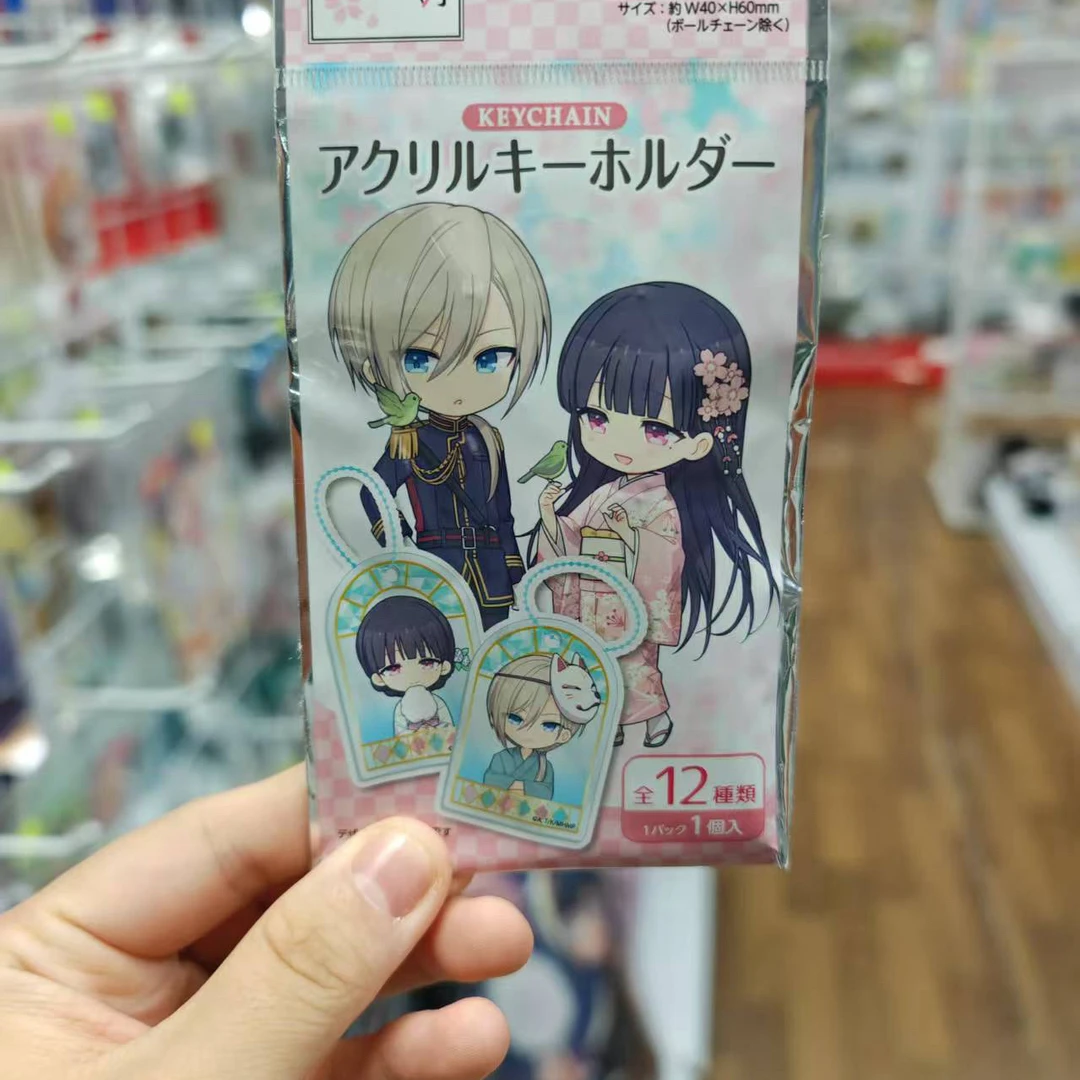 サイズ：約 W40×H60mm
（ボールチェーン除く）
KEYCHAIN
アクリルキーホルダー
全12種類
1パック1個入